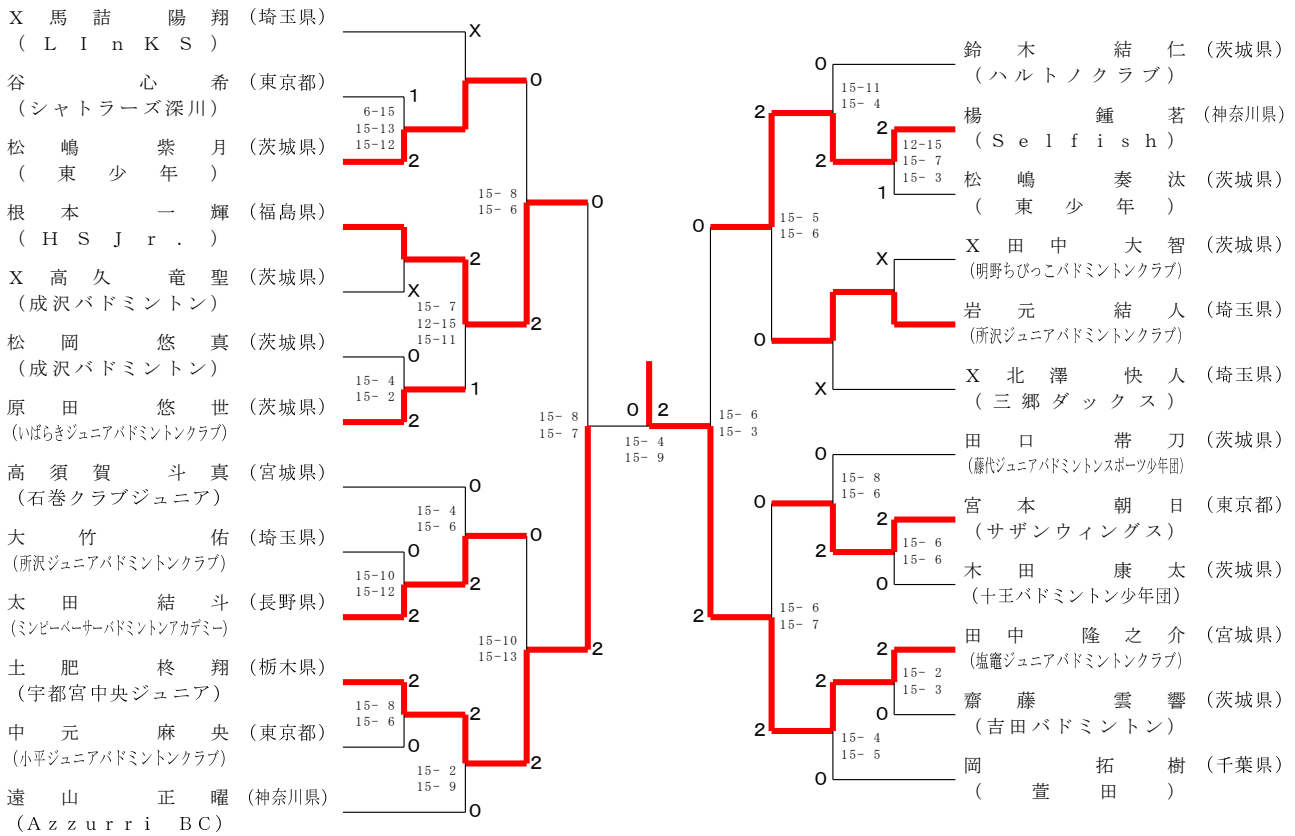 X 馬詰 陽翔 (埼玉県)
(LInKS)
谷 心希 (東京都)
(シャトラーズ深川)
松嶋 紫月 (茨城県)
(東少年)
根本 一輝 (福島県)
(HSJr.)
X 高久 竜聖 (茨城県)
(成沢バドミントン)
松岡 悠真 (茨城県)
(成沢バドミントン)
原田 悠世 (茨城県)
(いばらきジュニアバドミントンクラブ)
高須賀 斗真 (宮城県)
(石巻クラブジュニア)
大竹 佑 (埼玉県)
(所沢ジュニアバドミントンクラブ)
太田 結斗 (長野県)
(ミンビーベーサーバドミントンアカデミー)
土肥 柊翔 (栃木県)
(宇都宮中央ジュニア)
中元 麻央 (東京都)
(小平ジュニアバドミントンクラブ)
遠山 正曜 (神奈川県)
(Azzurri BC)
X
1
6-15
15-13
15-12
2
0
15- 8
15- 6
2
X
15- 7
12-15
15-11
2
0
15- 4
15- 2
1
2
0
15- 8
15- 7
0
15- 4
15- 6
0
0
15-10
15-12
2
2
15-10
15-13
2
2
15- 8
15- 6
2
0
2
15- 2
15- 9
0
0 2
15- 4
15- 9
0
15-11
15- 4
2
2
12-15
15- 7
15- 3
2
1
0
15- 5
15- 6
X
0
X
15- 6
15- 3
0
15- 8
15- 6
0
2
2
15- 6
15- 6
0
2
15- 6
15- 7
2
2
15- 2
15- 3
0
2
15- 4
15- 5
0
鈴木 結仁 (茨城県)
(ハルトノクラブ)
楊 鍾茗 (神奈川県)
(Selfish)
松嶋 奏汰 (茨城県)
(東少年)
X 田中 大智 (茨城県)
(明野ちびっこバドミントンクラブ)
岩元 結人 (埼玉県)
(所沢ジュニアバドミントンクラブ)
X 北澤 快人 (埼玉県)
(三郷ダックス)
田口 帯刀 (茨城県)
(藤代ジュニアバドミントンスポーツ少年団)
宮本 朝日 (東京都)
(サザンウィングス)
木田 康太 (茨城県)
(十王バドミントン少年団)
田中 隆之介 (宮城県)
(塩竈ジュニアバドミントンクラブ)
齋藤 雲響 (茨城県)
(吉田バドミントン)
岡 拓樹 (千葉県)
(萱田)